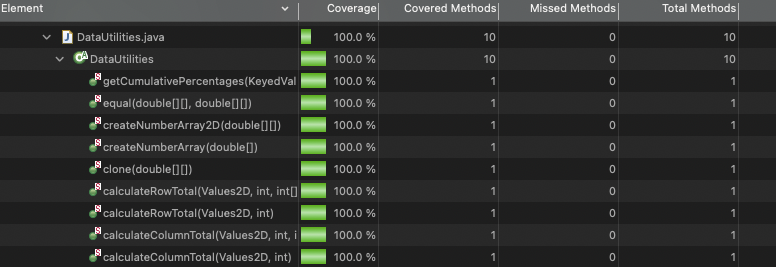 Element Coverage Covered Methods Missed Methods Total Methods
DataUtilities.java 100.0 % 10 0 10
DataUtilities 100.0 % 10 0 10
getCumulativePercentages(KeyedVal 100.0 % 1 0 1
equal(double[][], double[][]) 100.0 % 1 0 1
createNumberArray2D(double[][]) 100.0 % 1 0 1
createNumberArray(double[]) 100.0 % 1 0 1
clone(double[][]) 100.0 % 1 0 1
calculateRowTotal(Values2D, int, int[] 100.0 % 1 0 1
calculateRowTotal(Values2D, int) 100.0 % 1 0 1
calculateColumnTotal(Values2D, int, i 100.0 % 1 0 1
calculateColumnTotal(Values2D, int) 100.0 % 1 0 1